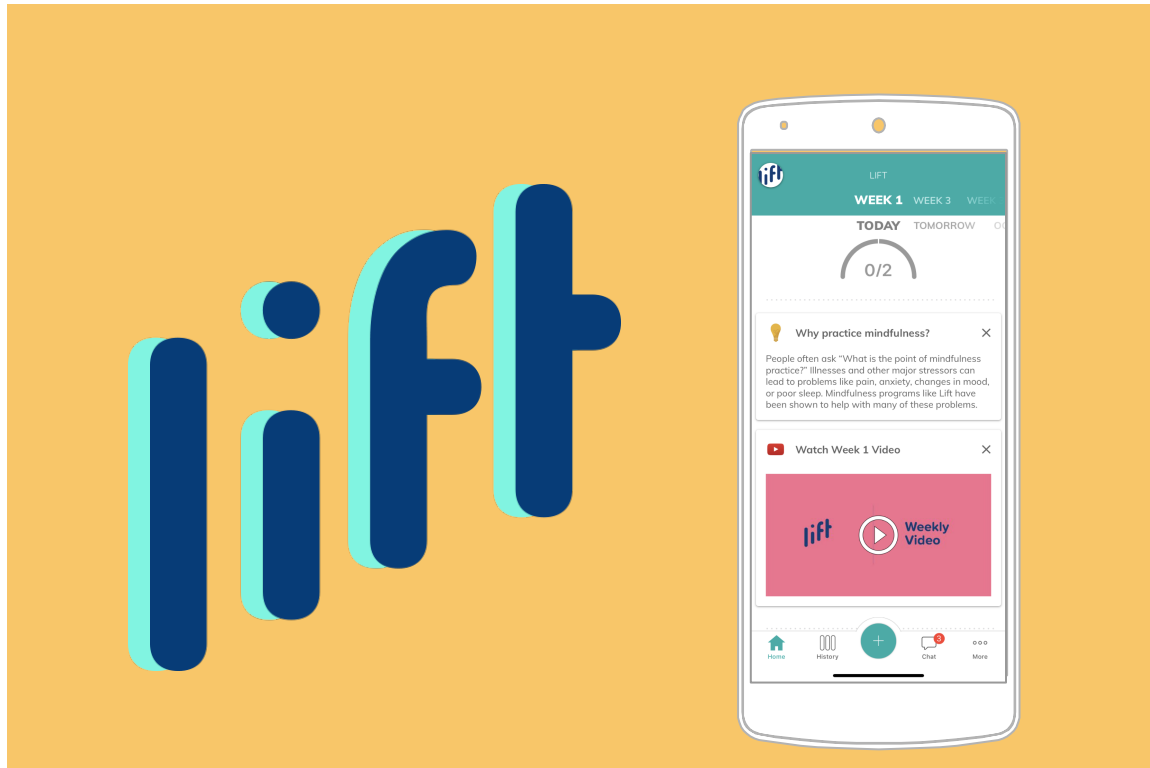 lift
lift
LIFT
WEEK 1 WEEK 3 WEEK
TODAY TOMORROW
0/2
Why practice mindfulness?
People often ask “What is the point of mindfulness
practice?” Illnesses and other major stressors can
lead to problems like pain, anxiety, changes in mood,
or poor sleep. Mindfulness programs like Lift have
been shown to help with many of these problems.
Watch Week 1 Video
lift
Weekly
Video
3
Home History + Chat More